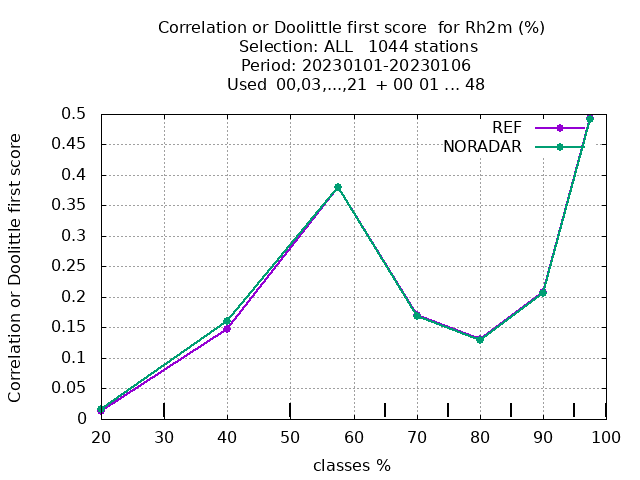 Correlation or Doolittle first score  for Rh2m (%)
Selection: ALL   1044 stations
Period: 20230101-20230106
Used  00,03,...,21  + 00 01 ... 48
REF
NORADAR
Correlation or Doolittle first score
0.5
0.45
0.4
0.35
0.3
0.25
0.2
0.15
0.1
0.05
0
20 30 40 50 60 70 80 90 100
classes %